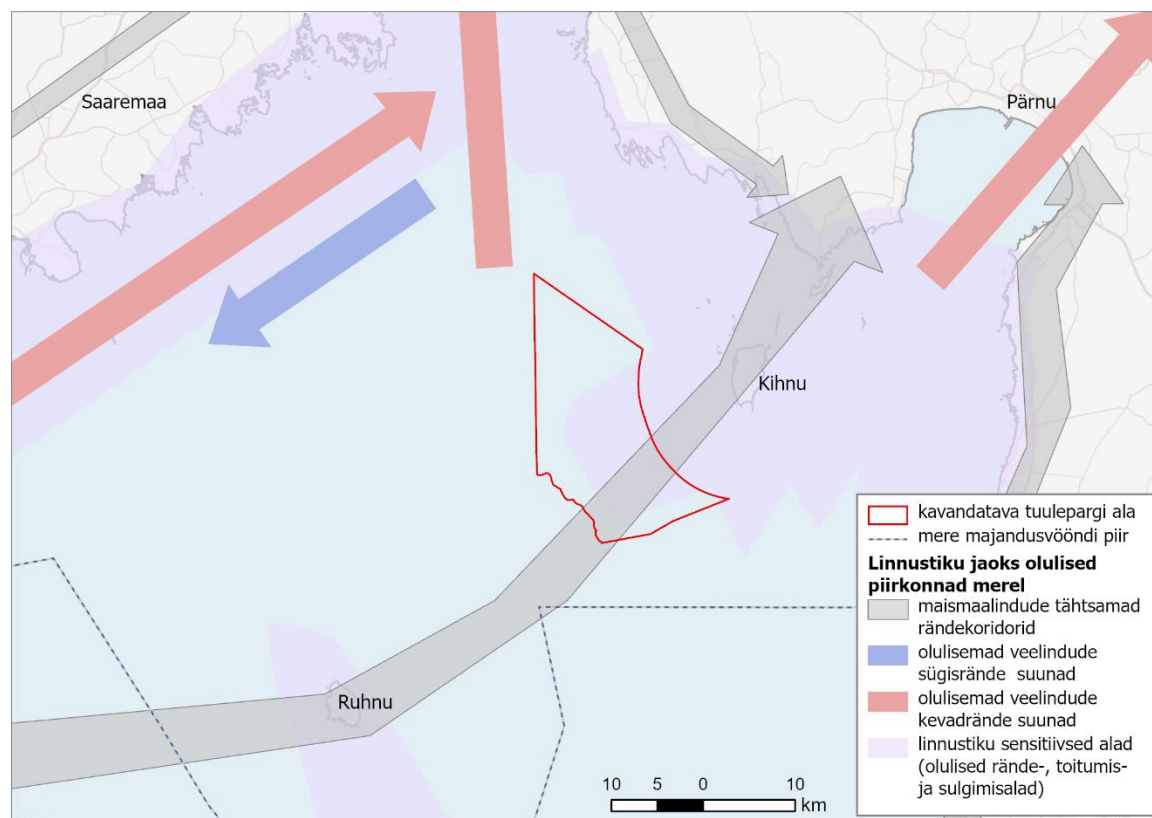 Saaremaa
Pärnu
Kihnu
Ruhnu
10 5 0 10
km
kavandatava tuulepargi ala
mere majandusvööndi piir
Linnustiku jaoks olulised
piirkonnad merel
maismaalindude tähtsamad
rändekoridorid
olulisemad veelindude
sügisrände suunad
olulisemad veelindude
kevadrände suunad
linnustiku sensitiivsed alad
(olulised rände-, toitumis-
ja sulgimisalad)